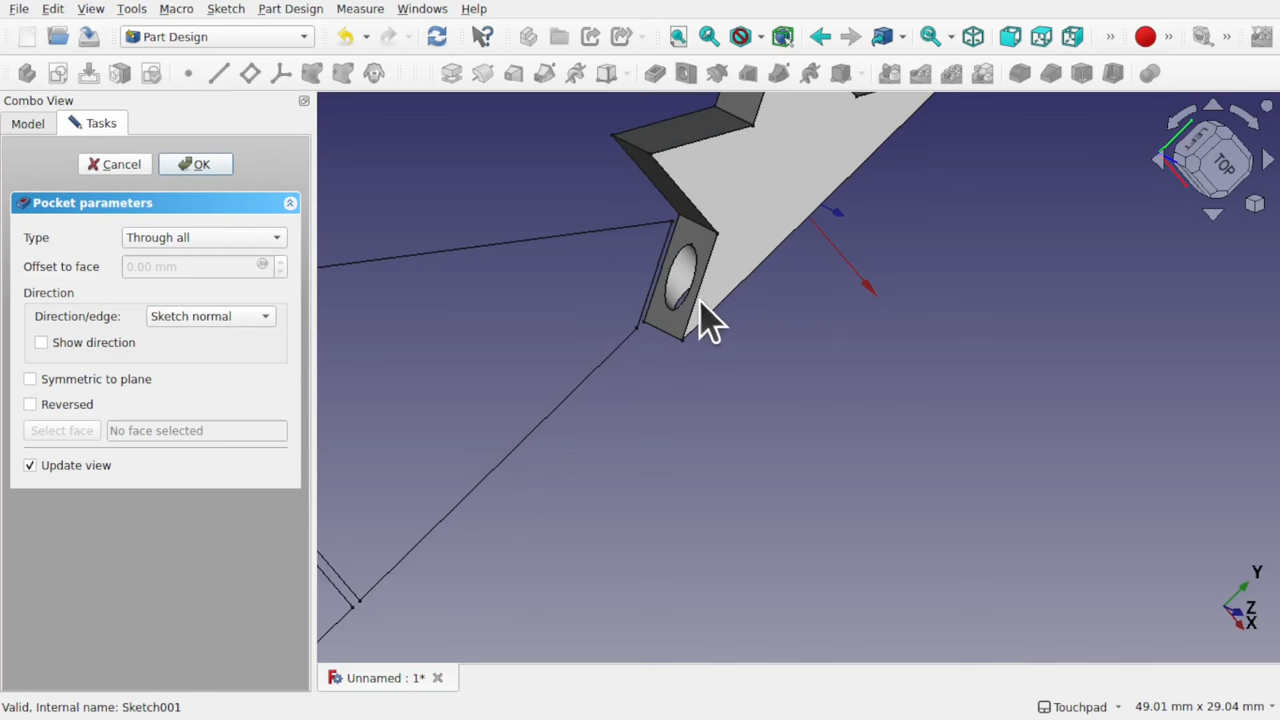 File Edit View Tools Macro Sketch Part Design Measure Windows Help
Part Design
Combo View
Model Tasks
Cancel OK
Pocket parameters
Type Through all
Offset to face 0.00 mm
Direction
Direction/edge: Sketch normal
Show direction
Symmetric to plane
Reversed
Select face No face selected
Update view
LEFT
TOP
Y
Z
X
Unnamed : 1*
Valid, Internal name: Sketch001 Touchpad 49.01 mm x 29.04 mm